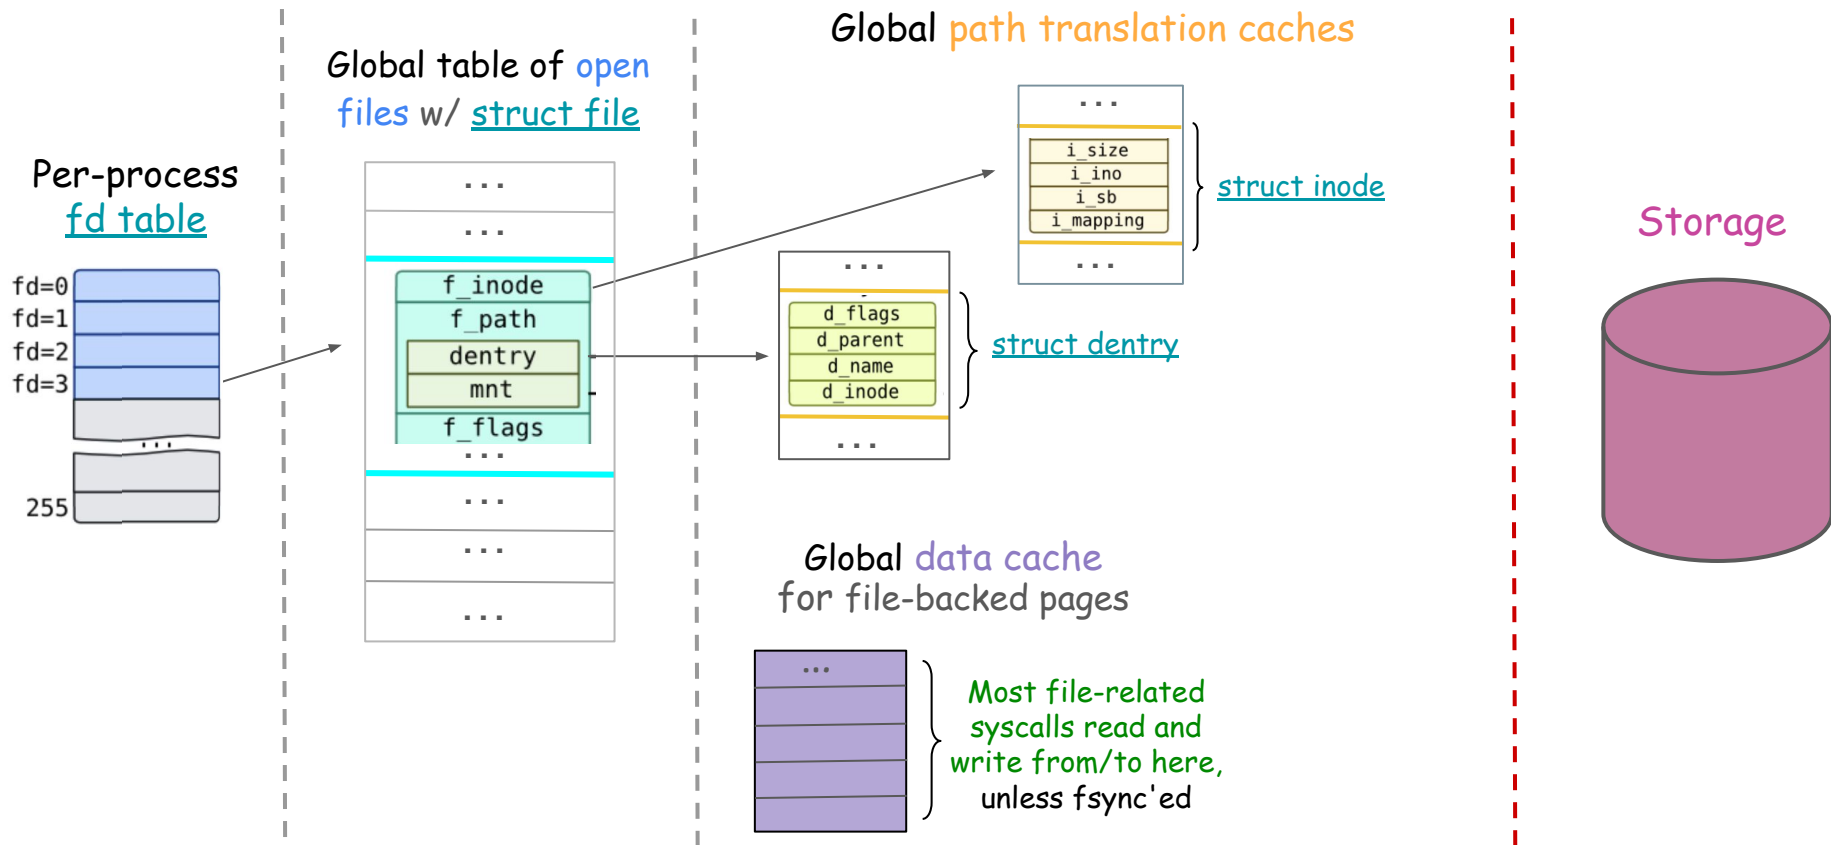 Global path translation caches
Global table of open
files w/ struct file
Per-process
fd table
fd=0
fd=1
fd=2
fd=3
...
255
...
...
f_inode
f_path
dentry
mnt
f_flags
...
...
...
...
...
i_size
i_ino
i_sb
i_mapping
...
struct inode
...
d_flags
d_parent
d_name
d_inode
...
struct dentry
Storage
Global data cache
for file-backed pages
...
Most file-related
syscalls read and
write from/to here,
unless fsync'ed